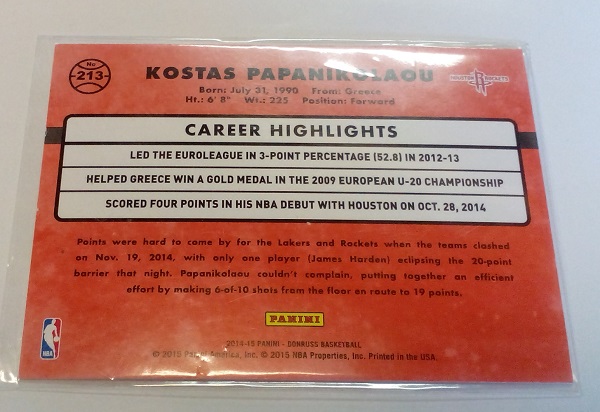 No
213
KOSTAS PAPANIKOLAOU
HOUSTON R ROCKETS
Born: July 31, 1990 From: Greece
Ht.: 6' 8" Wt.: 225 Position: Forward
CAREER HIGHLIGHTS
LED THE EUROLEAGUE IN 3-POINT PERCENTAGE (52.8) IN 2012-13
HELPED GREECE WIN A GOLD MEDAL IN THE 2009 EUROPEAN U-20 CHAMPIONSHIP
SCORED FOUR POINTS IN HIS NBA DEBUT WITH HOUSTON ON OCT. 28, 2014
Points were hard to come by for the Lakers and Rockets when the teams clashed
on Nov. 19, 2014, with only one player (James Harden) eclipsing the 20-point
barrier that night. Papanikolaou couldn't complain, putting together an efficient
effort by making 6-of-10 shots from the floor en route to 19 points.
PANINI
NBA
2014-15 PANINI - DONRUSS BASKETBALL
© 2015 Panini America, Inc. © 2015 NBA Properties, Inc. Printed in the USA.